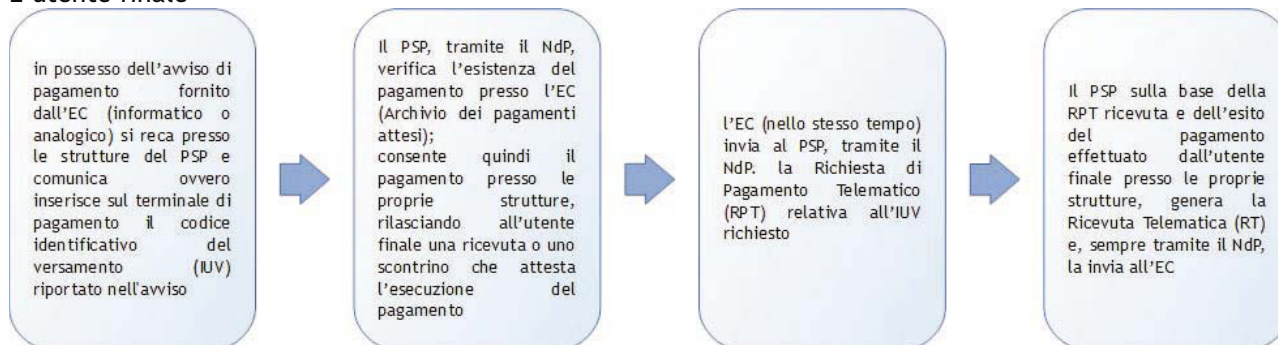 L'utente finale
in possesso dell'avviso di
pagamento fornito
dall'EC (informatico o
analogico) si reca presso
le strutture del PSP e
comunica ovvero
inserisce sul terminale di
pagamento il codice
identificativo del
versamento (IUV)
riportato nell'avviso
Il PSP, tramite il NdP,
verifica l'esistenza del
pagamento presso l'EC
(Archivio dei pagamenti
attesi);
consente quindi il
pagamento presso le
proprie strutture,
rilasciando all'utente
finale una ricevuta o uno
scontrino che attesta
l'esecuzione del
pagamento
l'EC (nello stesso tempo)
invia al PSP, tramite il
NdP. la Richiesta di
Pagamento Telematico
(RPT) relativa all'IUV
richiesto
Il PSP sulla base della
RPT ricevuta e dell'esito
del pagamento
effettuato dall'utente
finale presso le proprie
strutture, genera la
Ricevuta Telematica (RT)
e, sempre tramite il NdP,
la invia all'EC